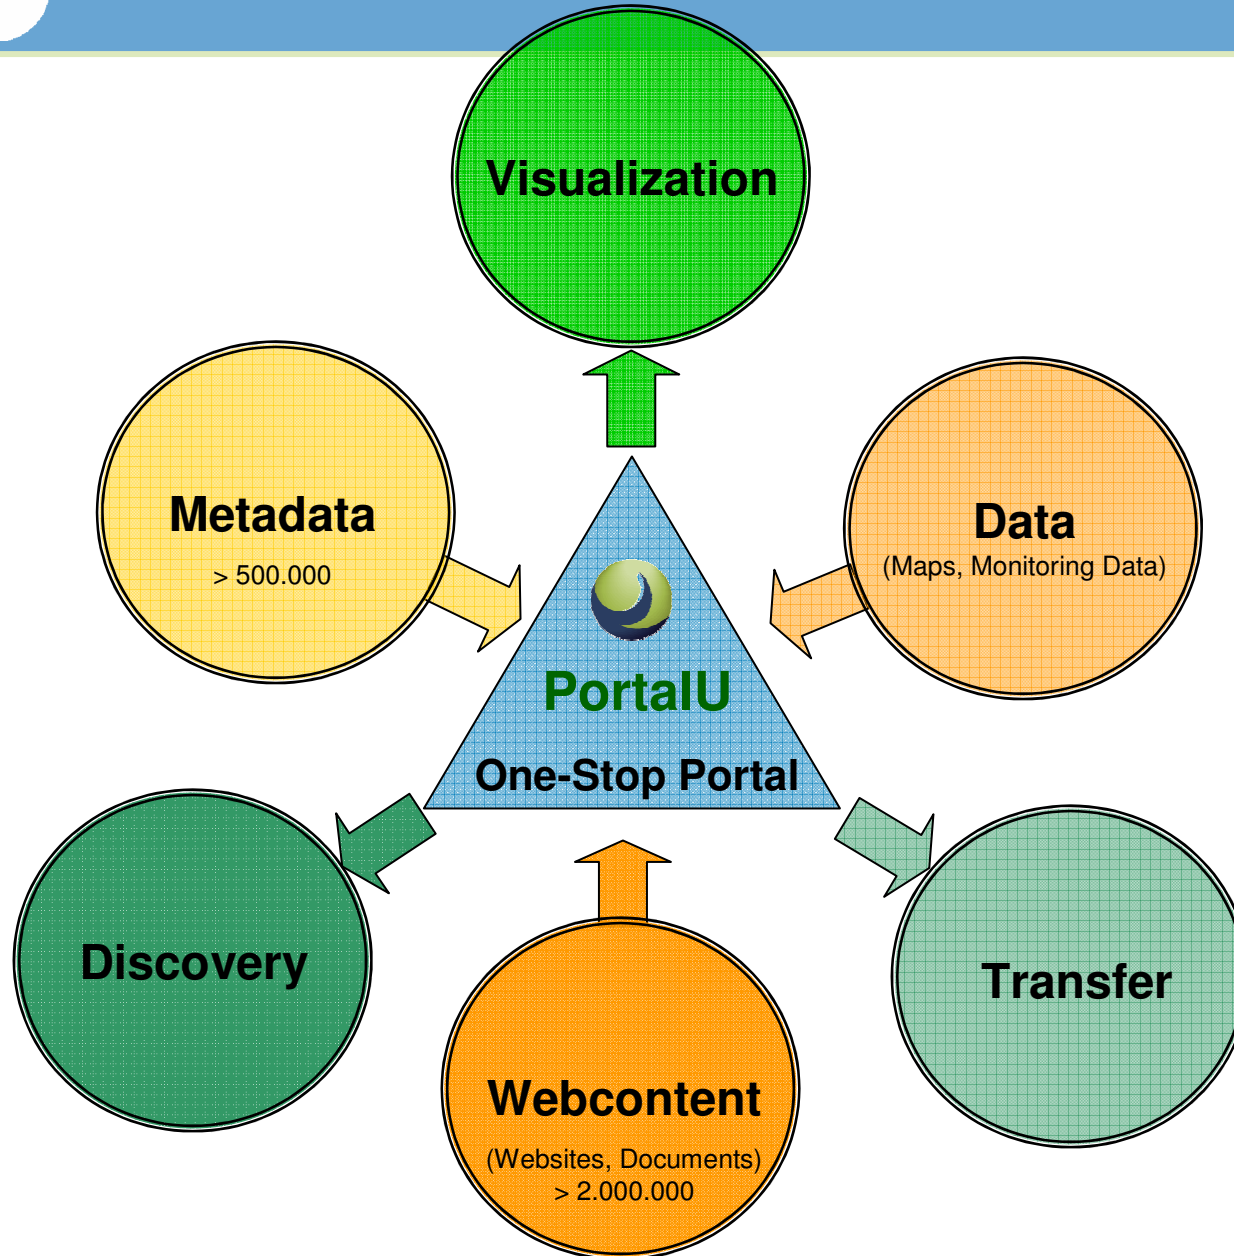 Visualization
Metadata
> 500.000
Data
(Maps, Monitoring Data)
PortalU
One-Stop Portal
Discovery
Transfer
Webcontent
(Websites, Documents)
> 2.000.000